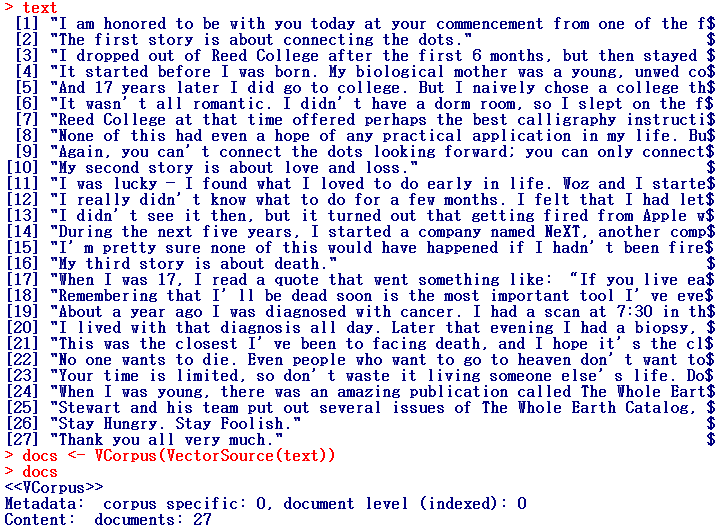 > text
[1] "I am honored to be with you today at your commencement from one of the f$
[2] "The first story is about connecting the dots." $
[3] "I dropped out of Reed College after the first 6 months, but then stayed $
[4] "It started before I was born. My biological mother was a young, unwed co$
[5] "And 17 years later I did go to college. But I naively chose a college th$
[6] "It wasn’t all romantic. I didn’t have a dorm room, so I slept on the f$
[7] "Reed College at that time offered perhaps the best calligraphy instructi$
[8] "None of this had even a hope of any practical application in my life. Bu$
[9] "Again, you can’t connect the dots looking forward; you can only connect$
[10] "My second story is about love and loss." $
[11] "I was lucky – I found what I loved to do early in life. Woz and I starte$
[12] "I really didn’t know what to do for a few months. I felt that I had let$
[13] "I didn’t see it then, but it turned out that getting fired from Apple w$
[14] "During the next five years, I started a company named NeXT, another comp$
[15] "I’m pretty sure none of this would have happened if I hadn’t been fire$
[16] "My third story is about death." $
[17] "When I was 17, I read a quote that went something like: “If you live ea$
[18] "Remembering that I’ll be dead soon is the most important tool I’ve eve$
[19] "About a year ago I was diagnosed with cancer. I had a scan at 7:30 in th$
[20] "I lived with that diagnosis all day. Later that evening I had a biopsy, $
[21] "This was the closest I’ve been to facing death, and I hope it’s the cl$
[22] "No one wants to die. Even people who want to go to heaven don’t want to$
[23] "Your time is limited, so don’t waste it living someone else’s life. Do$
[24] "When I was young, there was an amazing publication called The Whole Eart$
[25] "Stewart and his team put out several issues of The Whole Earth Catalog, $
[26] "Stay Hungry. Stay Foolish." $
[27] "Thank you all very much." $
> docs <- VCorpus(VectorSource(text))
> docs
<<VCorpus>>
Metadata:  corpus specific: 0, document level (indexed): 0
Content:  documents: 27